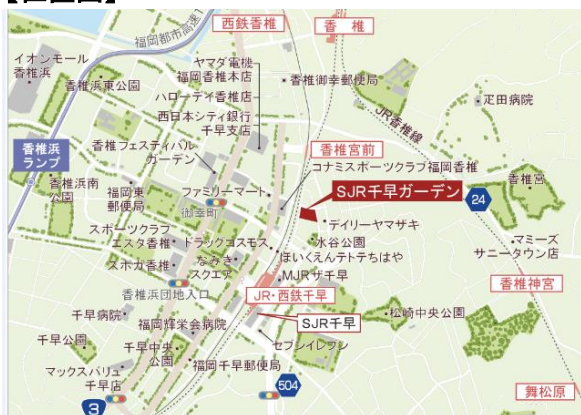 福岡都市高速1
西鉄香椎
香椎
イオンモール
香椎浜
香椎浜東公園
ヤマダ電機
福岡香椎本店
ハローデイ香椎店
西日本シティ銀行
千早支店
香椎御幸郵便局
疋田病院
JR香椎線
香椎浜
ランプ
香椎フェスティバル
ガーデン
香椎宮前
コナミスポーツクラブ福岡香椎
香椎浜南
公園
福岡東
郵便局
ファミリーマート
御幸町
SJR千早ガーデン
24
香椎宮
デイリーヤマザキ
水谷公園
マミーズ
サニータウン店
スポーツクラブ
エスタ香椎
トラックコスモス
ほいくえんテトテちはや
スポガ香椎
なみき
スクエア
MJRザ千早
香椎浜団地入口
JR・西鉄千早
香椎神宮
千早病院
福岡輝栄会病院
SJR千早
松崎中央公園
千早公園
千早中央
公園
セブンイレブン
福岡千早郵便局
マックスバリュ
千早店
504
舞松原
3